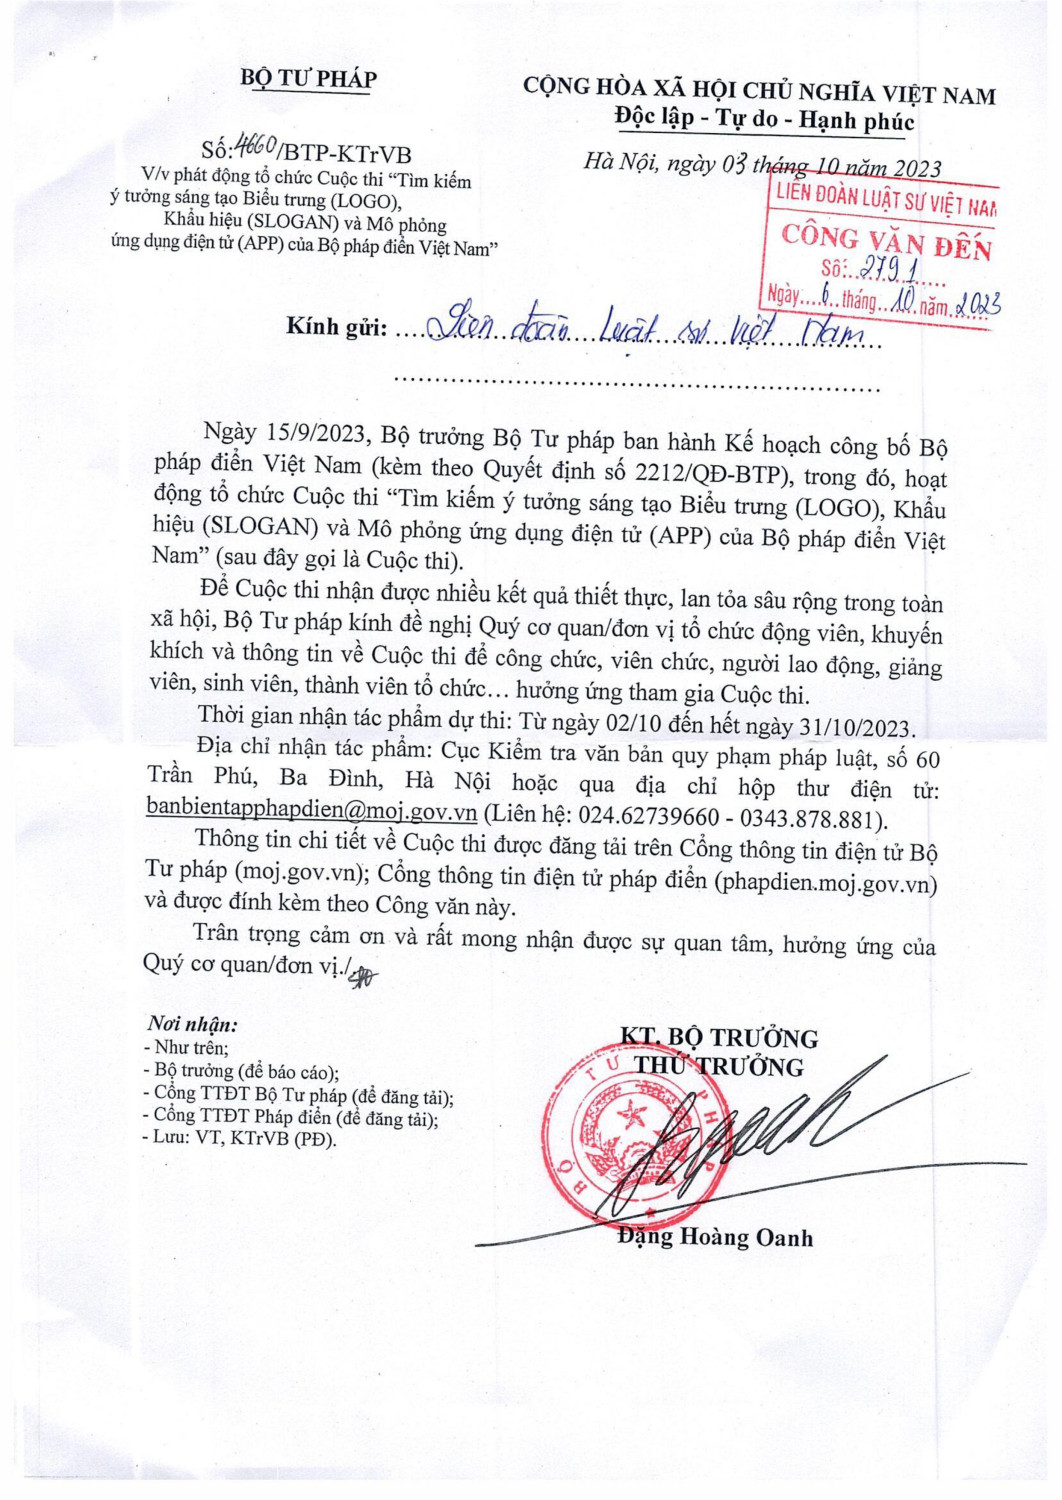 BỘ TƯ PHÁP
CỘNG HÒA XÃ HỘI CHỦ NGHĨA VIỆT NAM
Độc lập - Tự do - Hạnh phúc
Số: 4660/BTP-KTrVB
V/v phát động tổ chức Cuộc thi “Tìm kiếm
ý tưởng sáng tạo Biểu trưng (LOGO),
Khẩu hiệu (SLOGAN) và Mô phỏng
ứng dụng điện tử (APP) của Bộ pháp điển Việt Nam”
Hà Nội, ngày 03 tháng 10 năm 2023
LIÊN ĐOÀN LUẬT SƯ VIỆT NAM
CÔNG VĂN ĐẾN
Số:..2791......
Ngày....6..tháng...10..năm..2023
Kính gửi: ....Liên đoàn Luật sư Việt Nam..
Ngày 15/9/2023, Bộ trưởng Bộ Tư pháp ban hành Kế hoạch công bố Bộ
pháp điển Việt Nam (kèm theo Quyết định số 2212/QĐ-BTP), trong đó, hoạt
động tổ chức Cuộc thi “Tìm kiếm ý tưởng sáng tạo Biểu trưng (LOGO), Khẩu
hiệu (SLOGAN) và Mô phỏng ứng dụng điện tử (APP) của Bộ pháp điển Việt
Nam” (sau đây gọi là Cuộc thi).
Để Cuộc thi nhận được nhiều kết quả thiết thực, lan tỏa sâu rộng trong toàn
xã hội, Bộ Tư pháp kính đề nghị Quý cơ quan/đơn vị tổ chức động viên, khuyến
khích và thông tin về Cuộc thi để công chức, viên chức, người lao động, giảng
viên, sinh viên, thành viên tổ chức… hưởng ứng tham gia Cuộc thi.
Thời gian nhận tác phẩm dự thi: Từ ngày 02/10 đến hết ngày 31/10/2023.
Địa chỉ nhận tác phẩm: Cục Kiểm tra văn bản quy phạm pháp luật, số 60
Trần Phú, Ba Đình, Hà Nội hoặc qua địa chỉ hộp thư điện tử:
banbientapphapdien@moj.gov.vn (Liên hệ: 024.62739660 - 0343.878.881).
Thông tin chi tiết về Cuộc thi được đăng tải trên Cổng thông tin điện tử Bộ
Tư pháp (moj.gov.vn); Cổng thông tin điện tử pháp điển (phapdien.moj.gov.vn)
và được đính kèm theo Công văn này.
Trân trọng cảm ơn và rất mong nhận được sự quan tâm, hưởng ứng của
Quý cơ quan/đơn vị./.
Nơi nhận:
- Như trên;
- Bộ trưởng (để báo cáo);
- Cổng TTĐT Bộ Tư pháp (để đăng tải);
- Cổng TTĐT Pháp điển (để đăng tải);
- Lưu: VT, KTrVB (PĐ).
KT. BỘ TRƯỞNG
THỨ TRƯỞNG
BỘ TƯ PHÁP
Đặng Hoàng Oanh